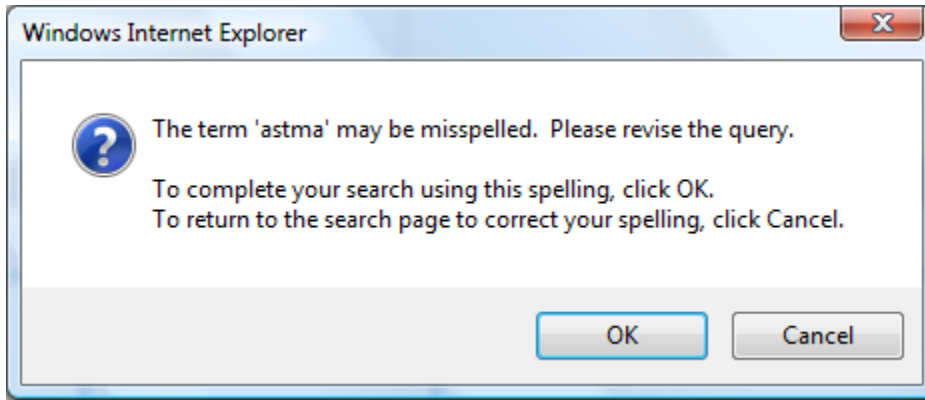 Windows Internet Explorer
X
?
The term 'astma' may be misspelled.  Please revise the query.
To complete your search using this spelling, click OK.
To return to the search page to correct your spelling, click Cancel.
OK
Cancel